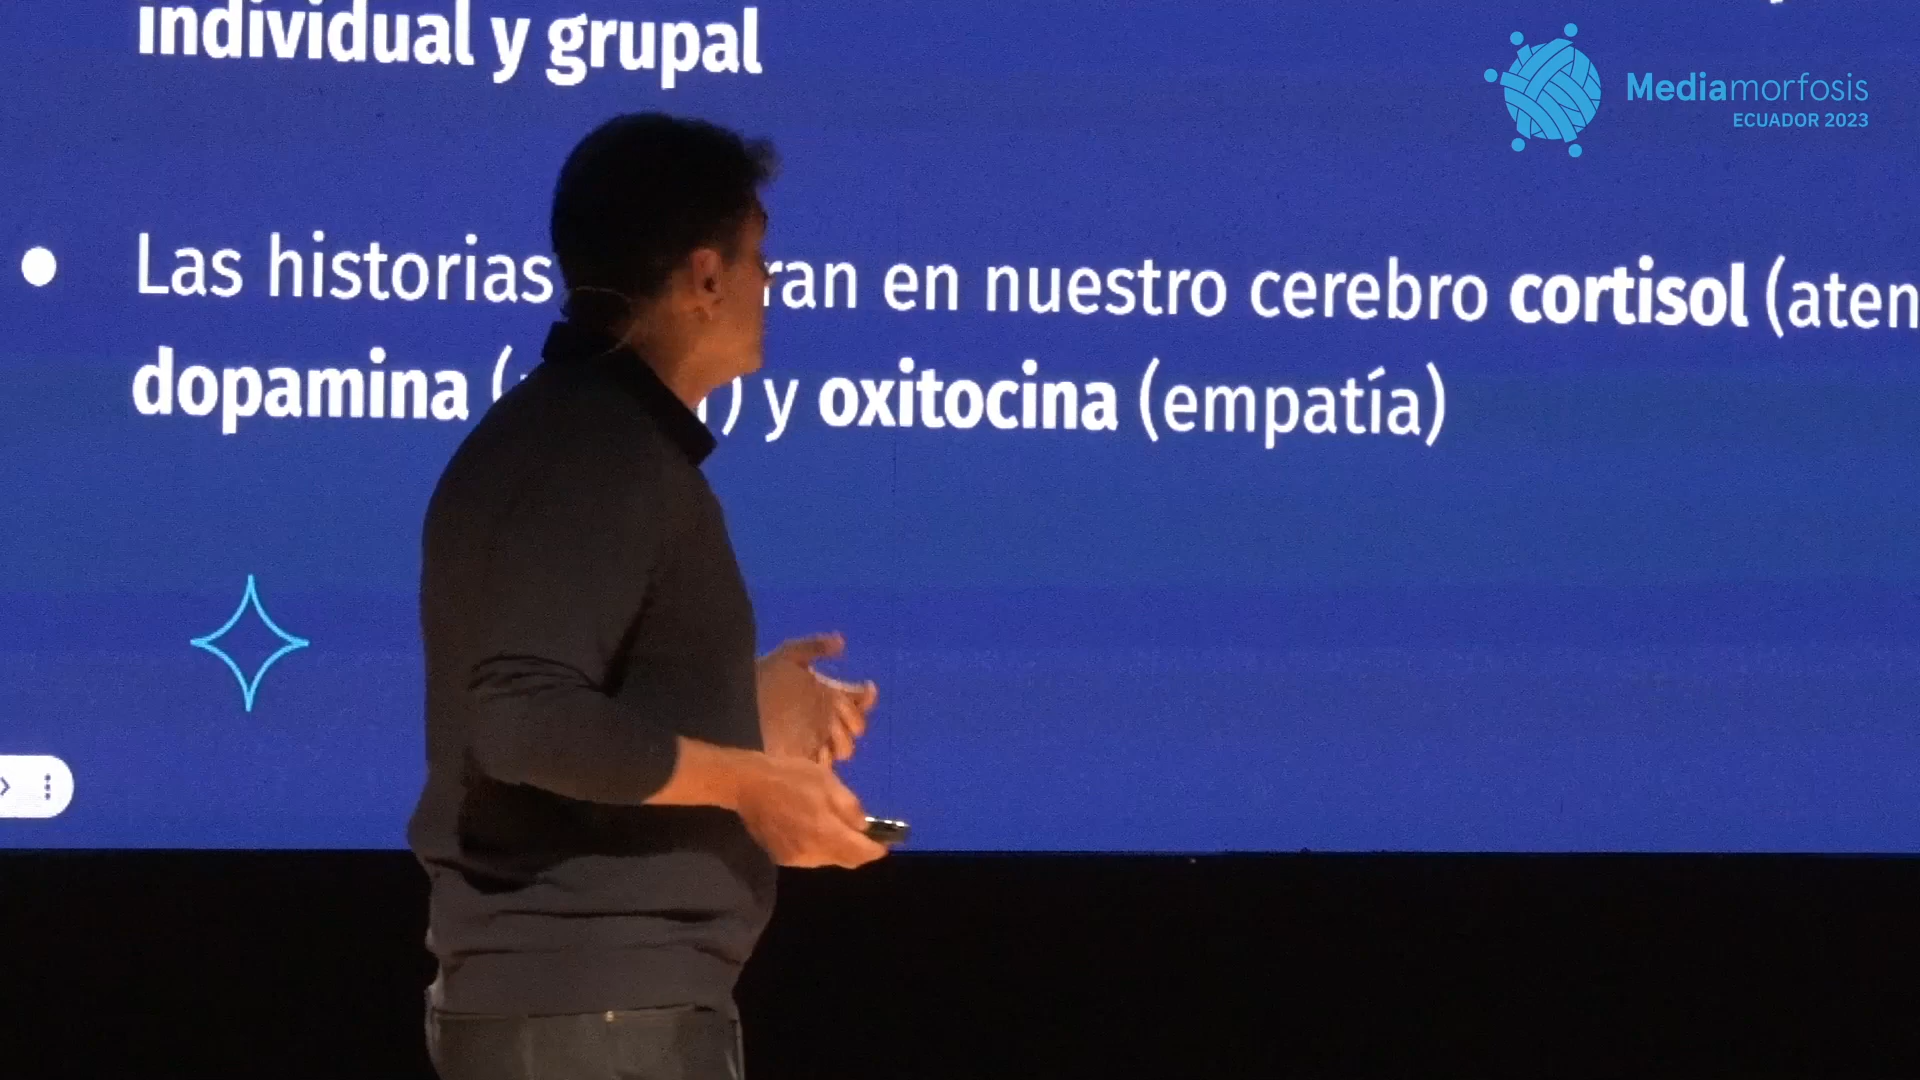 individual y grupal
Mediamorfosis
ECUADOR 2023
Las historias ran en nuestro cerebro cortisol (aten
dopamina ( ) y oxitocina (empatía)